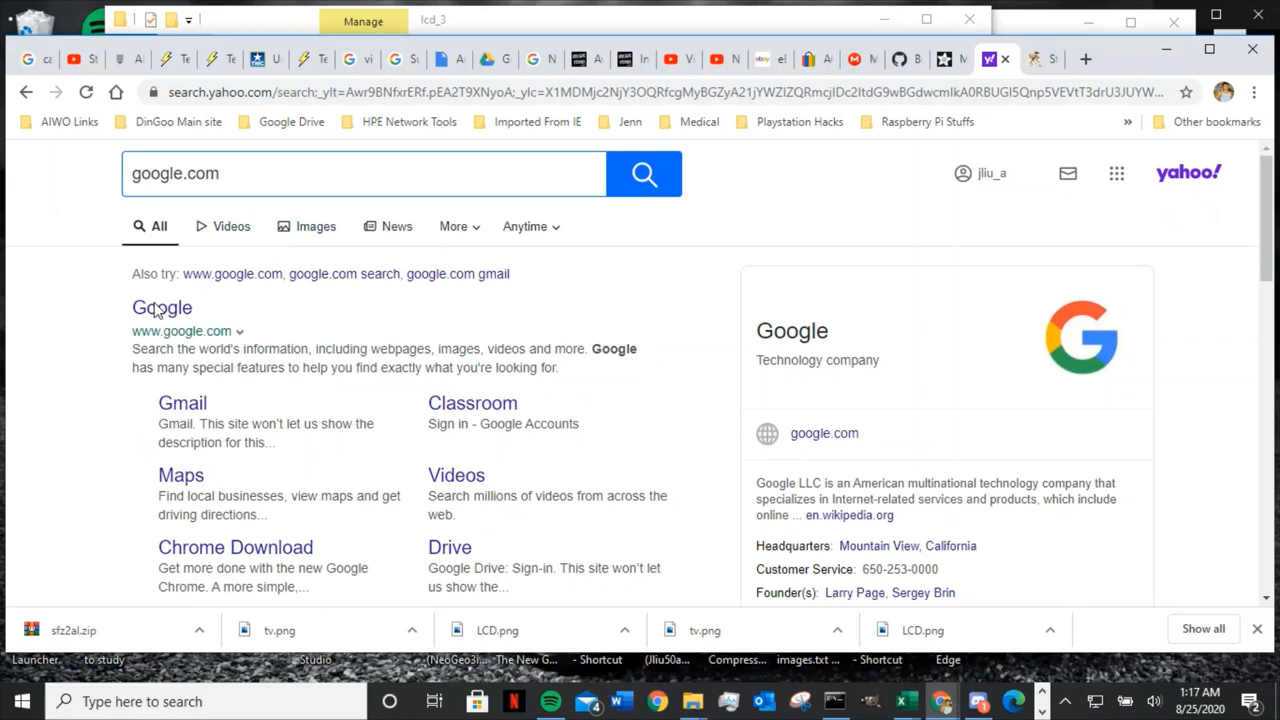 Manage
lcd_3
search.yahoo.com/search;_ylt=Awr9BNfxrERf.pEA2T9XNyoA;_ylc=X1MDMjc2NjY3OQRfcgMyBGZyA21jYWZlZQRmcjIDc2ItdG9wBGdwcmlkA0RBUGl5Qnp5VEVtT3drU3JUYW...
AIWO Links
DinGoo Main site
Google Drive
HPE Network Tools
Imported From IE
Jenn
Medical
Playstation Hacks
Raspberry Pi Stuffs
»
Other bookmarks
google.com
jliu_a
yahoo!
All
Videos
Images
News
More
Anytime
Also try: www.google.com, google.com search, google.com gmail
Google
www.google.com
Search the world's information, including webpages, images, videos and more. Google
has many special features to help you find exactly what you're looking for.
Gmail
Gmail. This site won't let us show the
description for this...
Classroom
Sign in - Google Accounts
Maps
Find local businesses, view maps and get
driving directions...
Videos
Search millions of videos from across the
web.
Chrome Download
Get more done with the new Google
Chrome. A more simple,...
Drive
Google Drive: Sign-in. This site won't let
us show the...
Google
Technology company
google.com
Google LLC is an American multinational technology company that
specializes in Internet-related services and products, which include
online ... en.wikipedia.org
Headquarters: Mountain View, California
Customer Service: 650-253-0000
Founder(s): Larry Page, Sergey Brin
sfz2al.zip
tv.png
LCD.png
tv.png
LCD.png
Show all
Launcher.
to study
Studio
(NeoGeo3I...
The New G...
- Shortcut
(Jliu50a...
Compress...
images.txt ...
- Shortcut
Edge
Type here to search
4
1
1:17 AM
8/25/2020
2